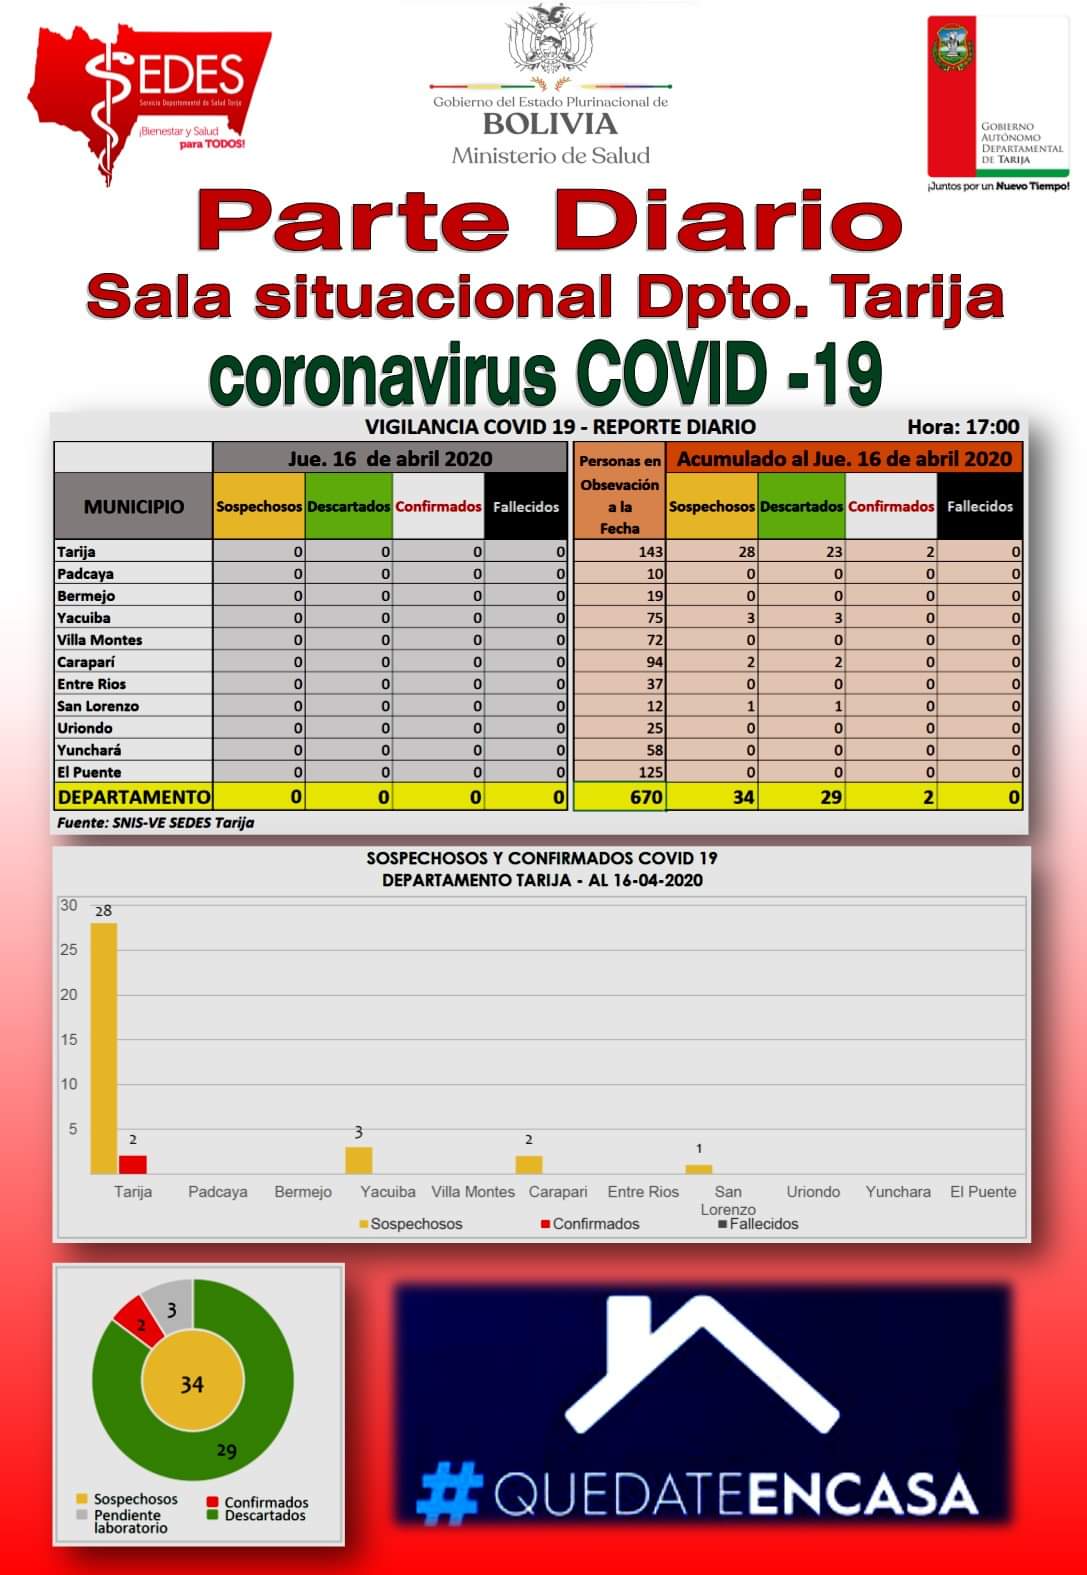 SEDES
Servicio Departamental de Salud Tarija
¡Bienestar y Salud
para TODOS!
Gobierno del Estado Plurinacional de
BOLIVIA
Ministerio de Salud
GOBIERNO
AUTÓNOMO
DEPARTAMENTAL
DE TARIJA
¡Juntos por un Nuevo Tiempo!
Parte Diario
Sala situacional Dpto. Tarija
coronavirus COVID -19
VIGILANCIA COVID 19 - REPORTE DIARIO Hora: 17:00
MUNICIPIO Jue. 16 de abril 2020 Personas en Obsevación a la Fecha Acumulado al Jue. 16 de abril 2020
Sospechosos Descartados Confirmados Fallecidos Sospechosos Descartados Confirmados Fallecidos
Tarija 0 0 0 0 143 28 23 2 0
Padcaya 0 0 0 0 10 0 0 0 0
Bermejo 0 0 0 0 19 0 0 0 0
Yacuiba 0 0 0 0 75 3 3 0 0
Villa Montes 0 0 0 0 72 0 0 0 0
Caraparí 0 0 0 0 94 2 2 0 0
Entre Rios 0 0 0 0 37 0 0 0 0
San Lorenzo 0 0 0 0 12 1 1 0 0
Uriondo 0 0 0 0 25 0 0 0 0
Yunchará 0 0 0 0 58 0 0 0 0
El Puente 0 0 0 0 125 0 0 0 0
DEPARTAMENTO 0 0 0 0 670 34 29 2 0
Fuente: SNIS-VE SEDES Tarija
SOSPECHOSOS Y CONFIRMADOS COVID 19
DEPARTAMENTO TARIJA - AL 16-04-2020
30
28
25
20
15
10
5
2 3 2 1
Tarija Padcaya Bermejo Yacuiba Villa Montes Carapari Entre Rios San Lorenzo Uriondo Yunchara El Puente
Sospechosos Confirmados Fallecidos
3
2
34
29
Sospechosos Confirmados
Pendiente laboratorio Descartados
#QUEDATEENCASA